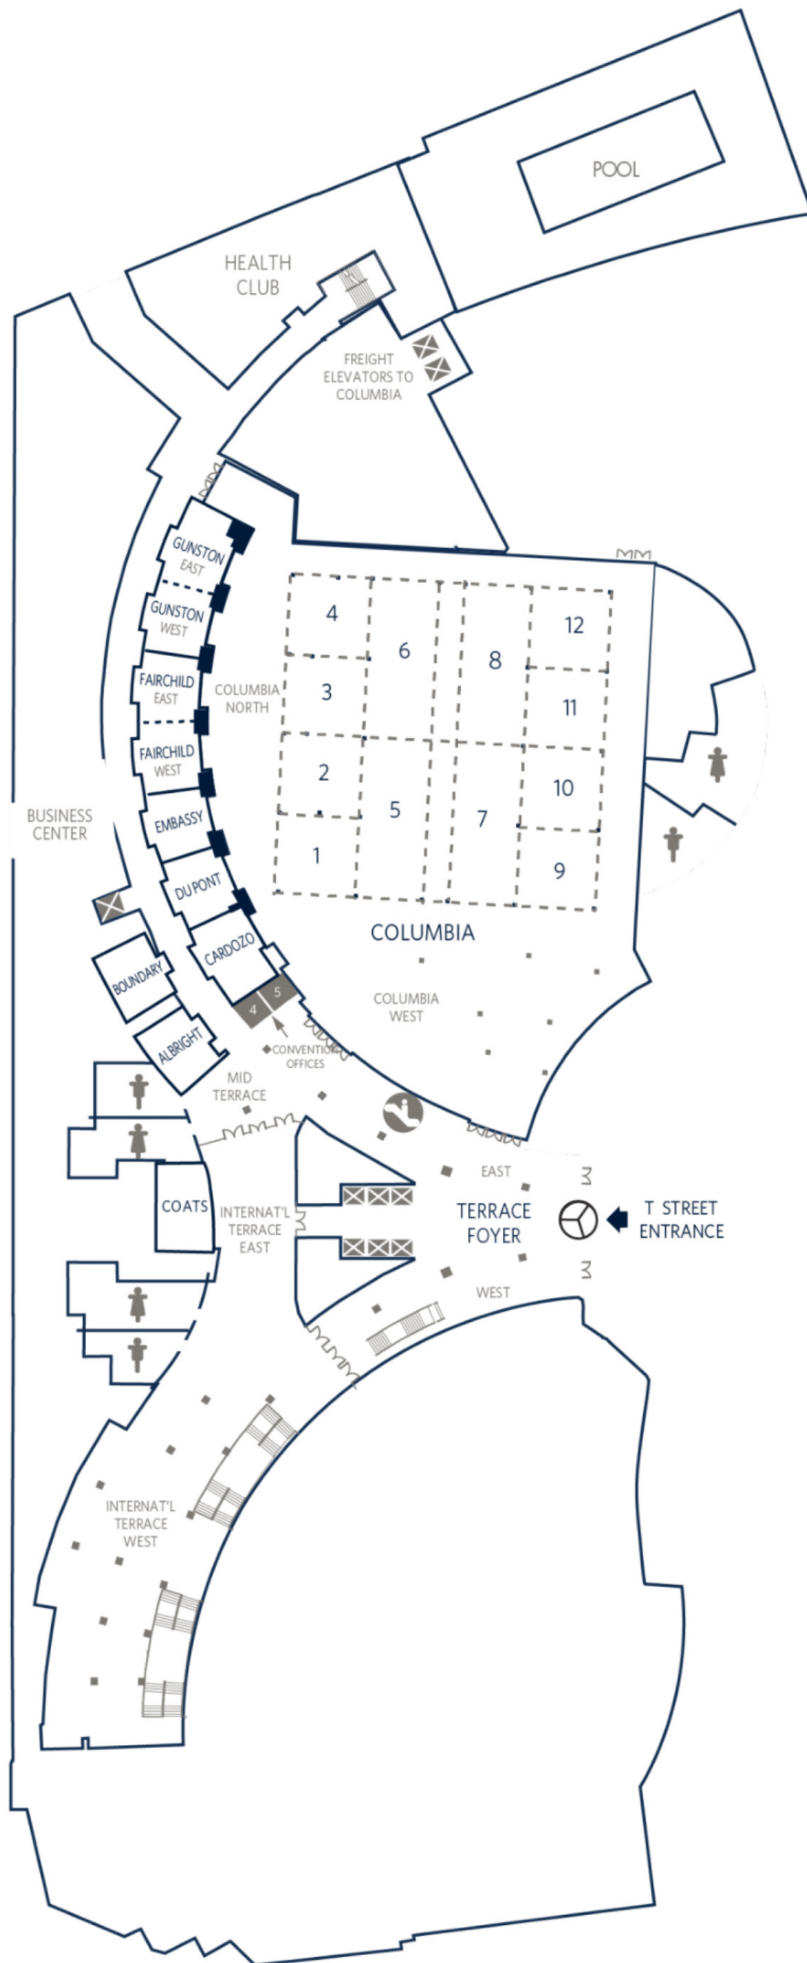 POOL
HEALTH
CLUB
FREIGHT
ELEVATORS TO
COLUMBIA
GUNSTON
EAST
GUNSTON
WEST
FAIRCHILD
EAST
FAIRCHILD
WEST
EMBASSY
DUPONT
CARDOZO
COLUMBIA
NORTH
4
3
2
1
6
5
8
7
12
11
10
9
BUSINESS
CENTER
COLUMBIA
COLUMBIA
WEST
BOUNDARY
ALBRIGHT
4
5
CONVENTION
OFFICES
MID
TERRACE
COATS
INTERNAT'L
TERRACE
EAST
EAST
TERRACE
FOYER
WEST
T STREET
ENTRANCE
INTERNAT'L
TERRACE
WEST